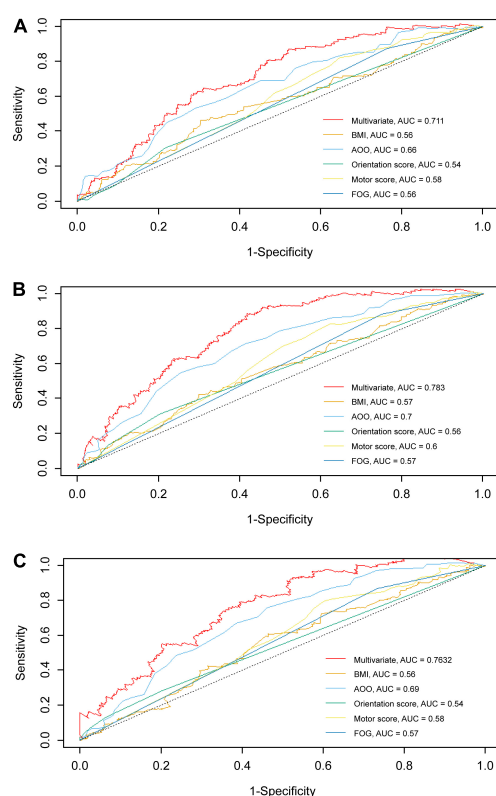 A
1.0
0.8
0.6
0.4
0.2
0.0
Sensitivity
Multivariate, AUC = 0.711
BMI, AUC = 0.56
AOO, AUC = 0.66
Orientation score, AUC = 0.54
Motor score, AUC = 0.58
FOG, AUC = 0.56
0.0 0.2 0.4 0.6 0.8 1.0
1-Specificity
B
1.0
0.8
0.6
0.4
0.2
0.0
Sensitivity
Multivariate, AUC = 0.783
BMI, AUC = 0.57
AOO, AUC = 0.7
Orientation score, AUC = 0.56
Motor score, AUC = 0.6
FOG, AUC = 0.57
0.0 0.2 0.4 0.6 0.8 1.0
1-Specificity
C
1.0
0.8
0.6
0.4
0.2
0.0
Sensitivity
Multivariate, AUC = 0.7632
BMI, AUC = 0.56
AOO, AUC = 0.69
Orientation score, AUC = 0.54
Motor score, AUC = 0.58
FOG, AUC = 0.57
0.0 0.2 0.4 0.6 0.8 1.0
1-Specificity